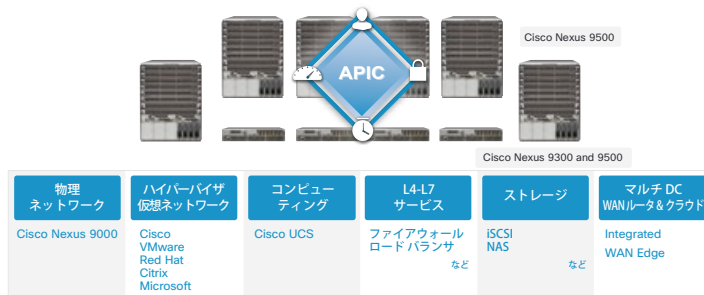 Cisco Nexus 9500
APIC
Cisco Nexus 9300 and 9500
物理
ネットワーク
ハイパーバイザ
仮想ネットワーク
コンピュー
ティング
L4-L7
サービス
ストレージ
マルチ DC
WANルータ & クラウド
Cisco Nexus 9000
Cisco
VMware
Red Hat
Citrix
Microsoft
Cisco UCS
ファイアウォール
ロード バランサ
など
iSCSI
NAS
など
Integrated
WAN Edge